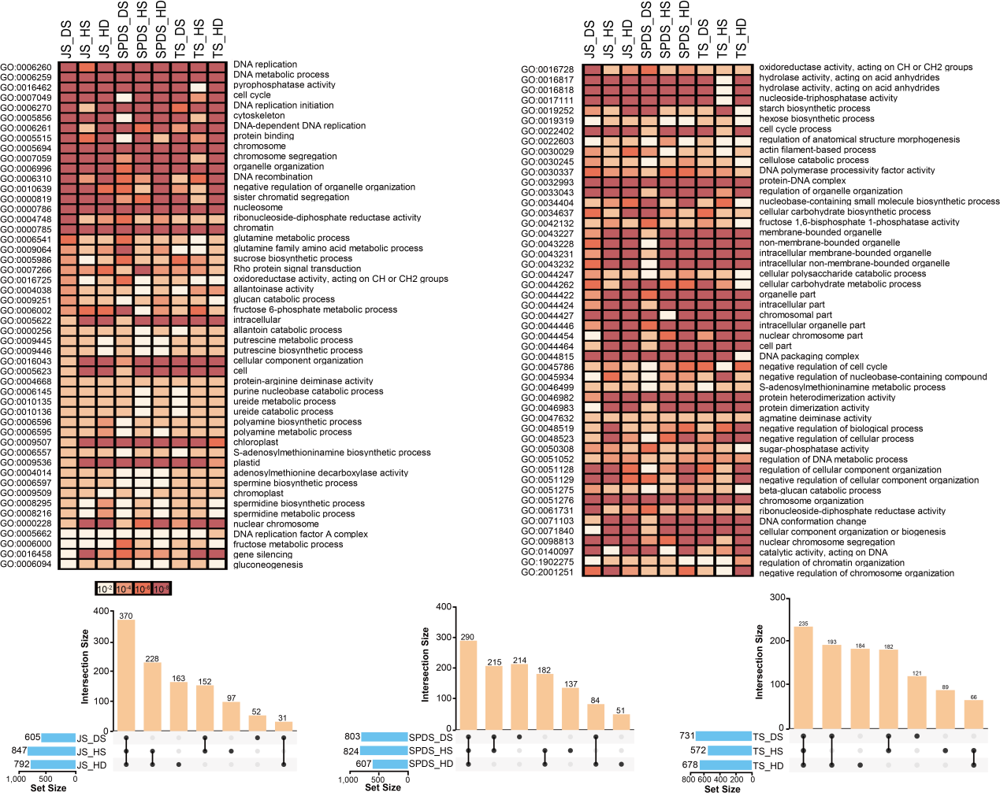 JS_DS JS_HS JS_HD SPDS_DS SPDS_HS SPDS_HD TS_DS TS_HS TS_HD
GO:0006260 DNA replication
GO:0006259 DNA metabolic process
GO:0016462 pyrophosphatase activity
GO:0007049 cell cycle
GO:0006270 DNA replication initiation
GO:0005856 cytoskeleton
GO:0006261 DNA-dependent DNA replication
GO:0005515 protein binding
GO:0005694 chromosome
GO:0007059 chromosome segregation
GO:0006996 organelle organization
GO:0006310 DNA recombination
GO:0010639 negative regulation of organelle organization
GO:0000819 sister chromatid segregation
GO:0000786 nucleosome
GO:0004748 ribonucleoside-diphosphate reductase activity
GO:0000785 chromatin
GO:0006541 glutamine metabolic process
GO:0009064 glutamine family amino acid metabolic process
GO:0005986 sucrose biosynthetic process
GO:0007266 Rho protein signal transduction
GO:0016725 oxidoreductase activity, acting on CH or CH2 groups
GO:0004038 allantoinase activity
GO:0009251 glucan catabolic process
GO:0006002 fructose 6-phosphate metabolic process
GO:0005622 intracellular
GO:0000256 allantoin catabolic process
GO:0009445 putrescine metabolic process
GO:0009446 putrescine biosynthetic process
GO:0016043 cellular component organization
GO:0005623 cell
GO:0004668 protein-arginine deiminase activity
GO:0006145 purine nucleobase catabolic process
GO:0010135 ureide metabolic process
GO:0010136 ureide catabolic process
GO:0006596 polyamine biosynthetic process
GO:0006595 polyamine metabolic process
GO:0009507 chloroplast
GO:0006557 S-adenosylmethioninamine biosynthetic process
GO:0009536 plastid
GO:0004014 adenosylmethionine decarboxylase activity
GO:0006597 spermine biosynthetic process
GO:0009509 chromoplast
GO:0008295 spermidine biosynthetic process
GO:0008216 spermidine metabolic process
GO:0000228 nuclear chromosome
GO:0005662 DNA replication factor A complex
GO:0006000 fructose metabolic process
GO:0016458 gene silencing
GO:0006094 gluconeogenesis
10-2 10-4 10-6 10-8
JS_DS JS_HS JS_HD SPDS_DS SPDS_HS SPDS_HD TS_DS TS_HS TS_HD
GO:0016728 oxidoreductase activity, acting on CH or CH2 groups
GO:0016817 hydrolase activity, acting on acid anhydrides
GO:0016818 hydrolase activity, acting on acid anhydrides
GO:0017111 nucleoside-triphosphatase activity
GO:0019252 starch biosynthetic process
GO:0019319 hexose biosynthetic process
GO:0022402 cell cycle process
GO:0022603 regulation of anatomical structure morphogenesis
GO:0030029 actin filament-based process
GO:0030245 cellulose catabolic process
GO:0030337 DNA polymerase processivity factor activity
GO:0032993 protein-DNA complex
GO:0033043 regulation of organelle organization
GO:0034404 nucleobase-containing small molecule biosynthetic process
GO:0034637 cellular carbohydrate biosynthetic process
GO:0042132 fructose 1,6-bisphosphate 1-phosphatase activity
GO:0043227 membrane-bounded organelle
GO:0043228 non-membrane-bounded organelle
GO:0043231 intracellular membrane-bounded organelle
GO:0043232 intracellular non-membrane-bounded organelle
GO:0044247 cellular polysaccharide catabolic process
GO:0044262 cellular carbohydrate metabolic process
GO:0044422 organelle part
GO:0044424 intracellular part
GO:0044427 chromosomal part
GO:0044446 intracellular organelle part
GO:0044454 nuclear chromosome part
GO:0044464 cell part
GO:0044815 DNA packaging complex
GO:0045786 negative regulation of cell cycle
GO:0045934 negative regulation of nucleobase-containing compound
GO:0046499 S-adenosylmethioninamine metabolic process
GO:0046982 protein heterodimerization activity
GO:0046983 protein dimerization activity
GO:0047632 agmatine deiminase activity
GO:0048519 negative regulation of biological process
GO:0048523 negative regulation of cellular process
GO:0050308 sugar-phosphatase activity
GO:0051052 regulation of DNA metabolic process
GO:0051128 regulation of cellular component organization
GO:0051129 negative regulation of cellular component organization
GO:0051275 beta-glucan catabolic process
GO:0051276 chromosome organization
GO:0061731 ribonucleoside-diphosphate reductase activity
GO:0071103 DNA conformation change
GO:0071840 cellular component organization or biogenesis
GO:0098813 nuclear chromosome segregation
GO:0140097 catalytic activity, acting on DNA
GO:1902275 regulation of chromatin organization
GO:2001251 negative regulation of chromosome organization
Intersection Size
400
300
200
100
0
370 228 163 152 97 52 31
605 JS_DS
847 JS_HS
792 JS_HD
1,000 500 0
Set Size
Intersection Size
400
300
200
100
0
290 215 214 182 137 84 51
803 SPDS_DS
824 SPDS_HS
607 SPDS_HD
1,000 500 0
Set Size
Intersection Size
300
200
100
0
235 193 184 182 121 89 66
731 TS_DS
572 TS_HS
678 TS_HD
800 600 400 200 0
Set Size